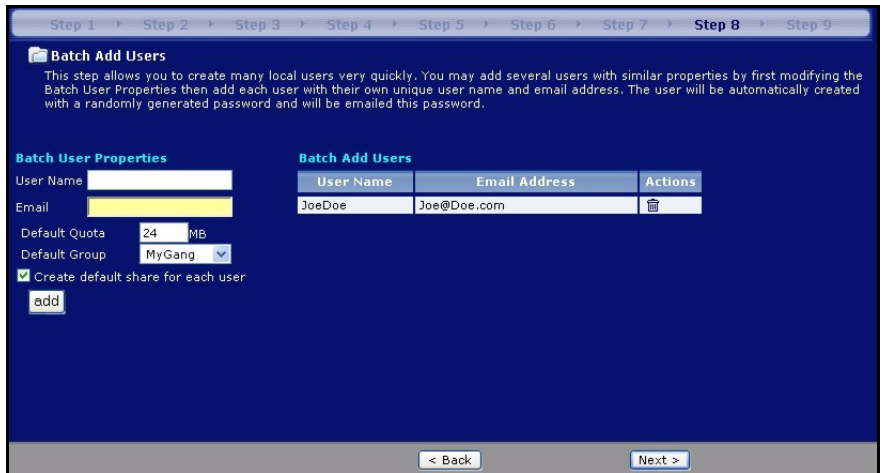 Step 1 Step 2 Step 3 Step 4 Step 5 Step 6 Step 7 Step 8 Step 9
Batch Add Users
This step allows you to create many local users very quickly. You may add several users with similar properties by first modifying the
Batch User Properties then add each user with their own unique user name and email address. The user will be automatically created
with a randomly generated password and will be emailed this password.
Batch User Properties
User Name
Email
Default Quota 24 MB
Default Group MyGang
Create default share for each user
add
Batch Add Users
User Name Email Address Actions
JoeDoe Joe@Doe.com
< Back Next >